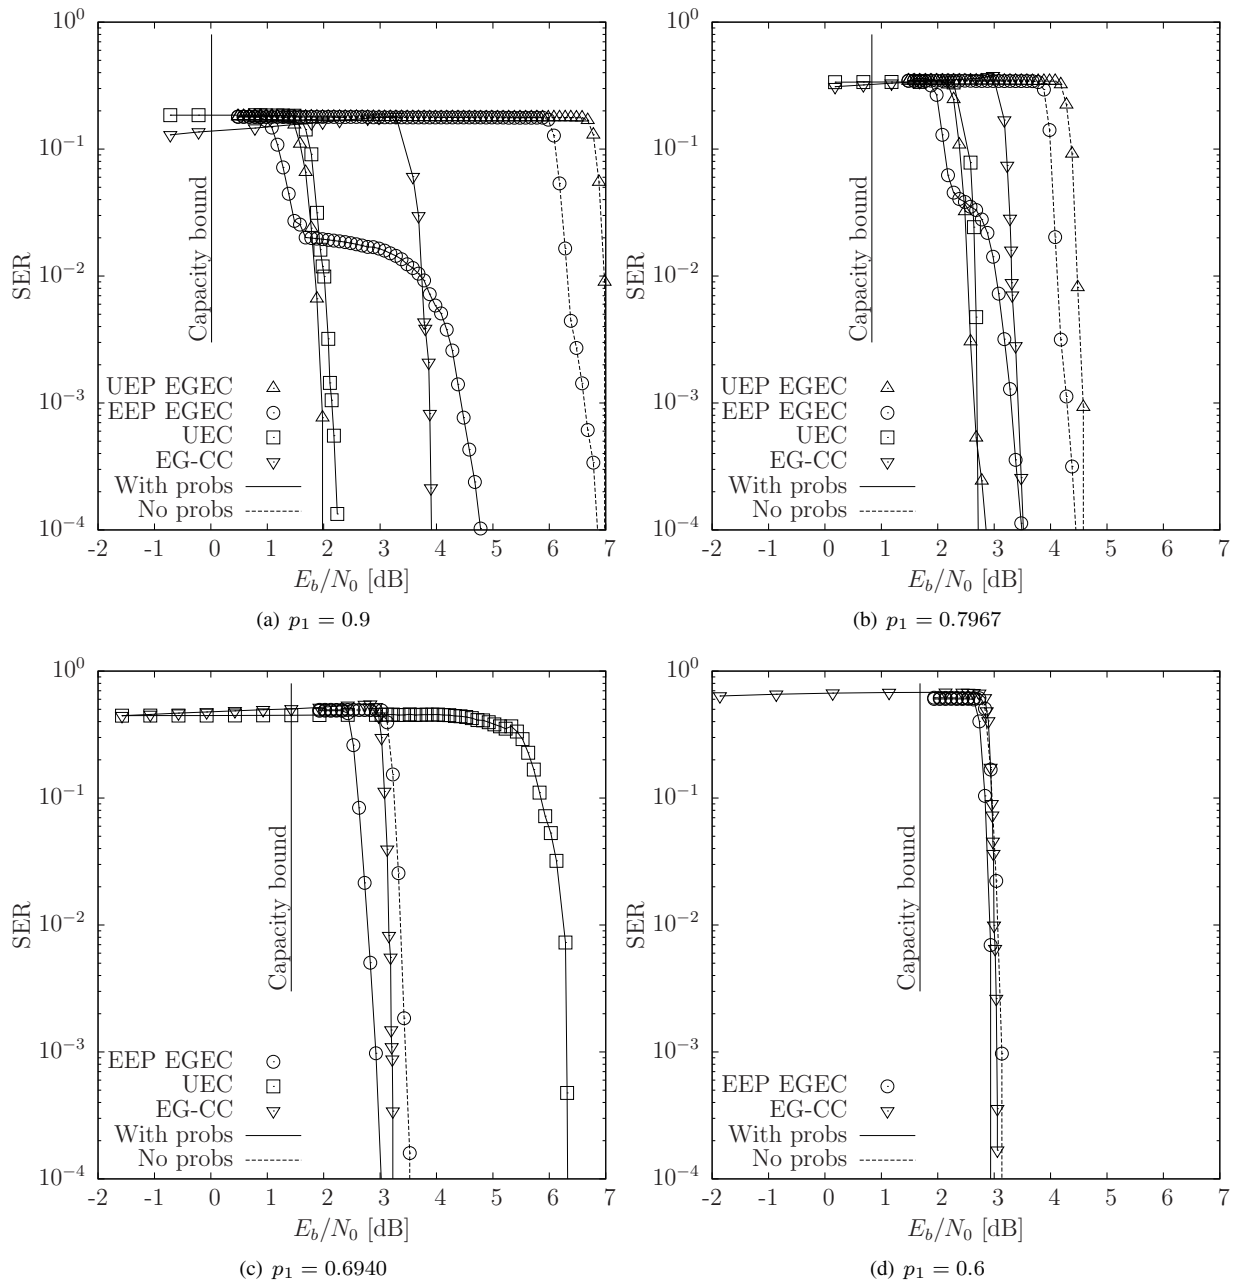 10^0
10^-1
10^-2
10^-3
10^-4
SER
Capacity bound
UEP EGEC
EEP EGEC
UEC
EG-CC
With probs
No probs
-2 -1 0 1 2 3 4 5 6 7
E_b/N_0 [dB]
(a) p_1 = 0.9
10^0
10^-1
10^-2
10^-3
10^-4
SER
Capacity bound
UEP EGEC
EEP EGEC
UEC
EG-CC
With probs
No probs
-2 -1 0 1 2 3 4 5 6 7
E_b/N_0 [dB]
(b) p_1 = 0.7967
10^0
10^-1
10^-2
10^-3
10^-4
SER
Capacity bound
EEP EGEC
UEC
EG-CC
With probs
No probs
-2 -1 0 1 2 3 4 5 6 7
E_b/N_0 [dB]
(c) p_1 = 0.6940
10^0
10^-1
10^-2
10^-3
10^-4
SER
Capacity bound
EEP EGEC
EG-CC
With probs
No probs
-2 -1 0 1 2 3 4 5 6 7
E_b/N_0 [dB]
(d) p_1 = 0.6